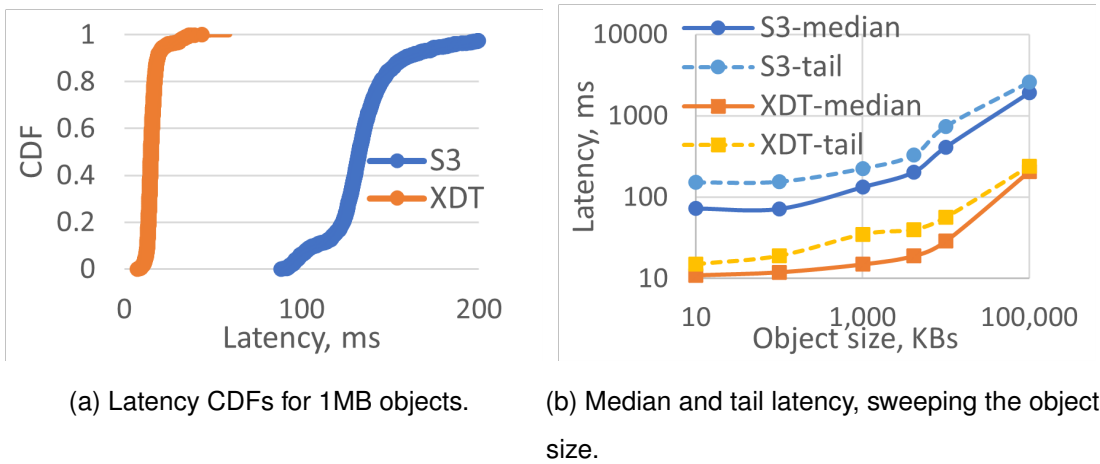 1
0.8
0.6
0.4
0.2
0
CDF
S3
XDT
0
100
200
Latency, ms
10000
1000
100
10
Latency, ms
S3-median
S3-tail
XDT-median
XDT-tail
10
1,000
100,000
Object size, KBs
(a) Latency CDFs for 1MB objects.
(b) Median and tail latency, sweeping the object
size.